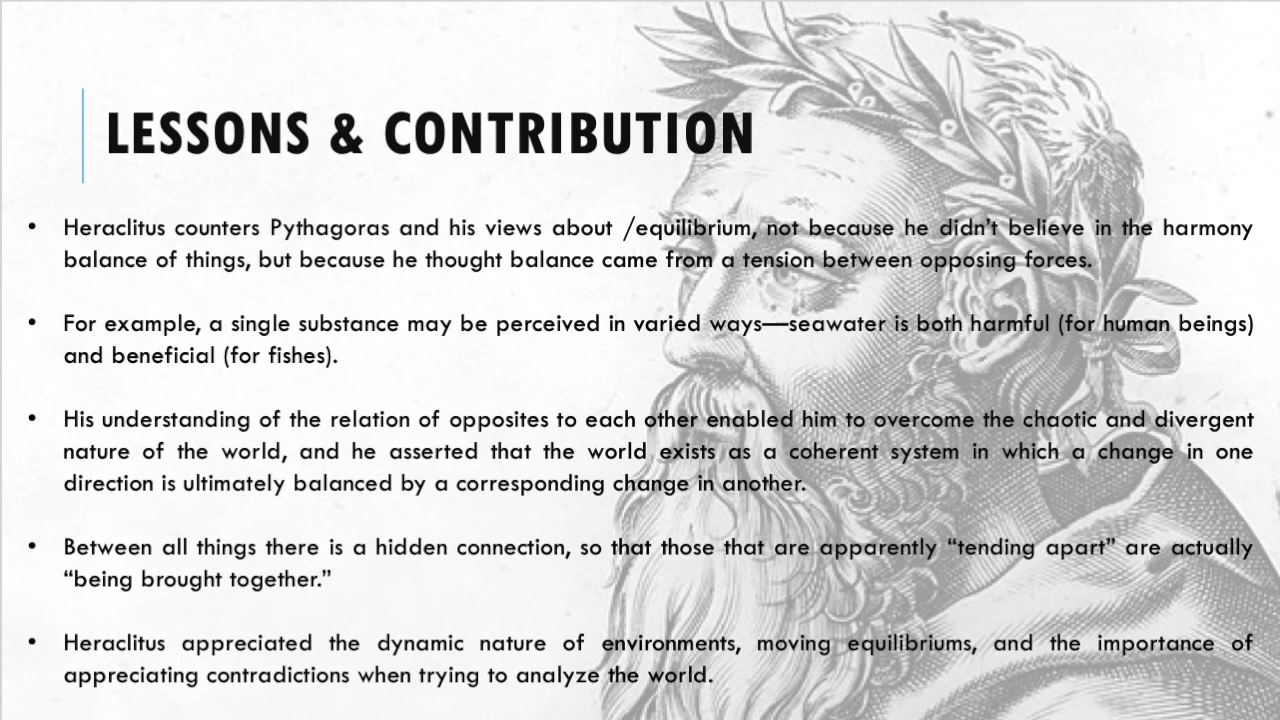 LESSONS & CONTRIBUTION
• Heraclitus counters Pythagoras and his views about /equilibrium, not because he didn’t believe in the harmony
balance of things, but because he thought balance came from a tension between opposing forces.
• For example, a single substance may be perceived in varied ways—seawater is both harmful (for human beings)
and beneficial (for fishes).
• His understanding of the relation of opposites to each other enabled him to overcome the chaotic and divergent
nature of the world, and he asserted that the world exists as a coherent system in which a change in one
direction is ultimately balanced by a corresponding change in another.
• Between all things there is a hidden connection, so that those that are apparently “tending apart” are actually
“being brought together.”
• Heraclitus appreciated the dynamic nature of environments, moving equilibriums, and the importance of
appreciating contradictions when trying to analyze the world.